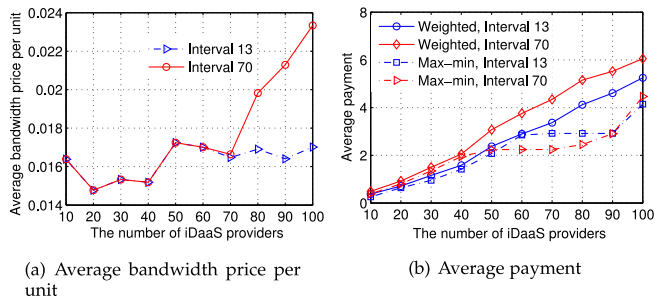 0.024
0.022
0.02
0.018
0.016
0.014
Average bandwidth price per unit
Interval 13
Interval 70
10 20 30 40 50 60 70 80 90 100
The number of iDaaS providers
(a) Average bandwidth price per
unit
8
6
4
2
0
Average payment
Weighted, Interval 13
Weighted, Interval 70
Max−min, Interval 13
Max−min, Interval 70
10 20 30 40 50 60 70 80 90 100
The number of iDaaS providers
(b) Average payment